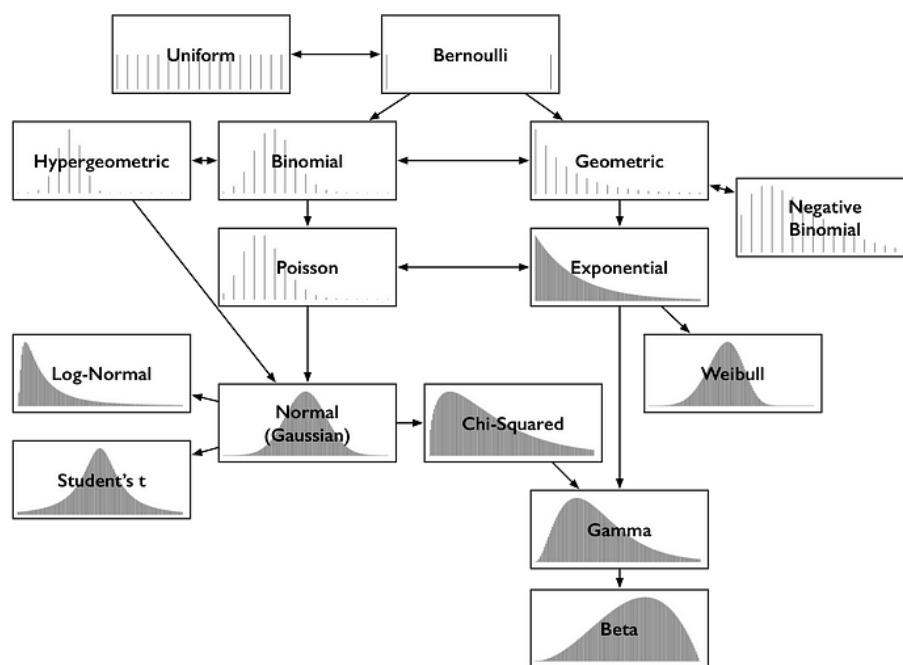 Uniform
Bernoulli
Hypergeometric
Binomial
Geometric
Negative
Binomial
Poisson
Exponential
Log-Normal
Weibull
Normal
(Gaussian)
Chi-Squared
Student's t
Gamma
Beta